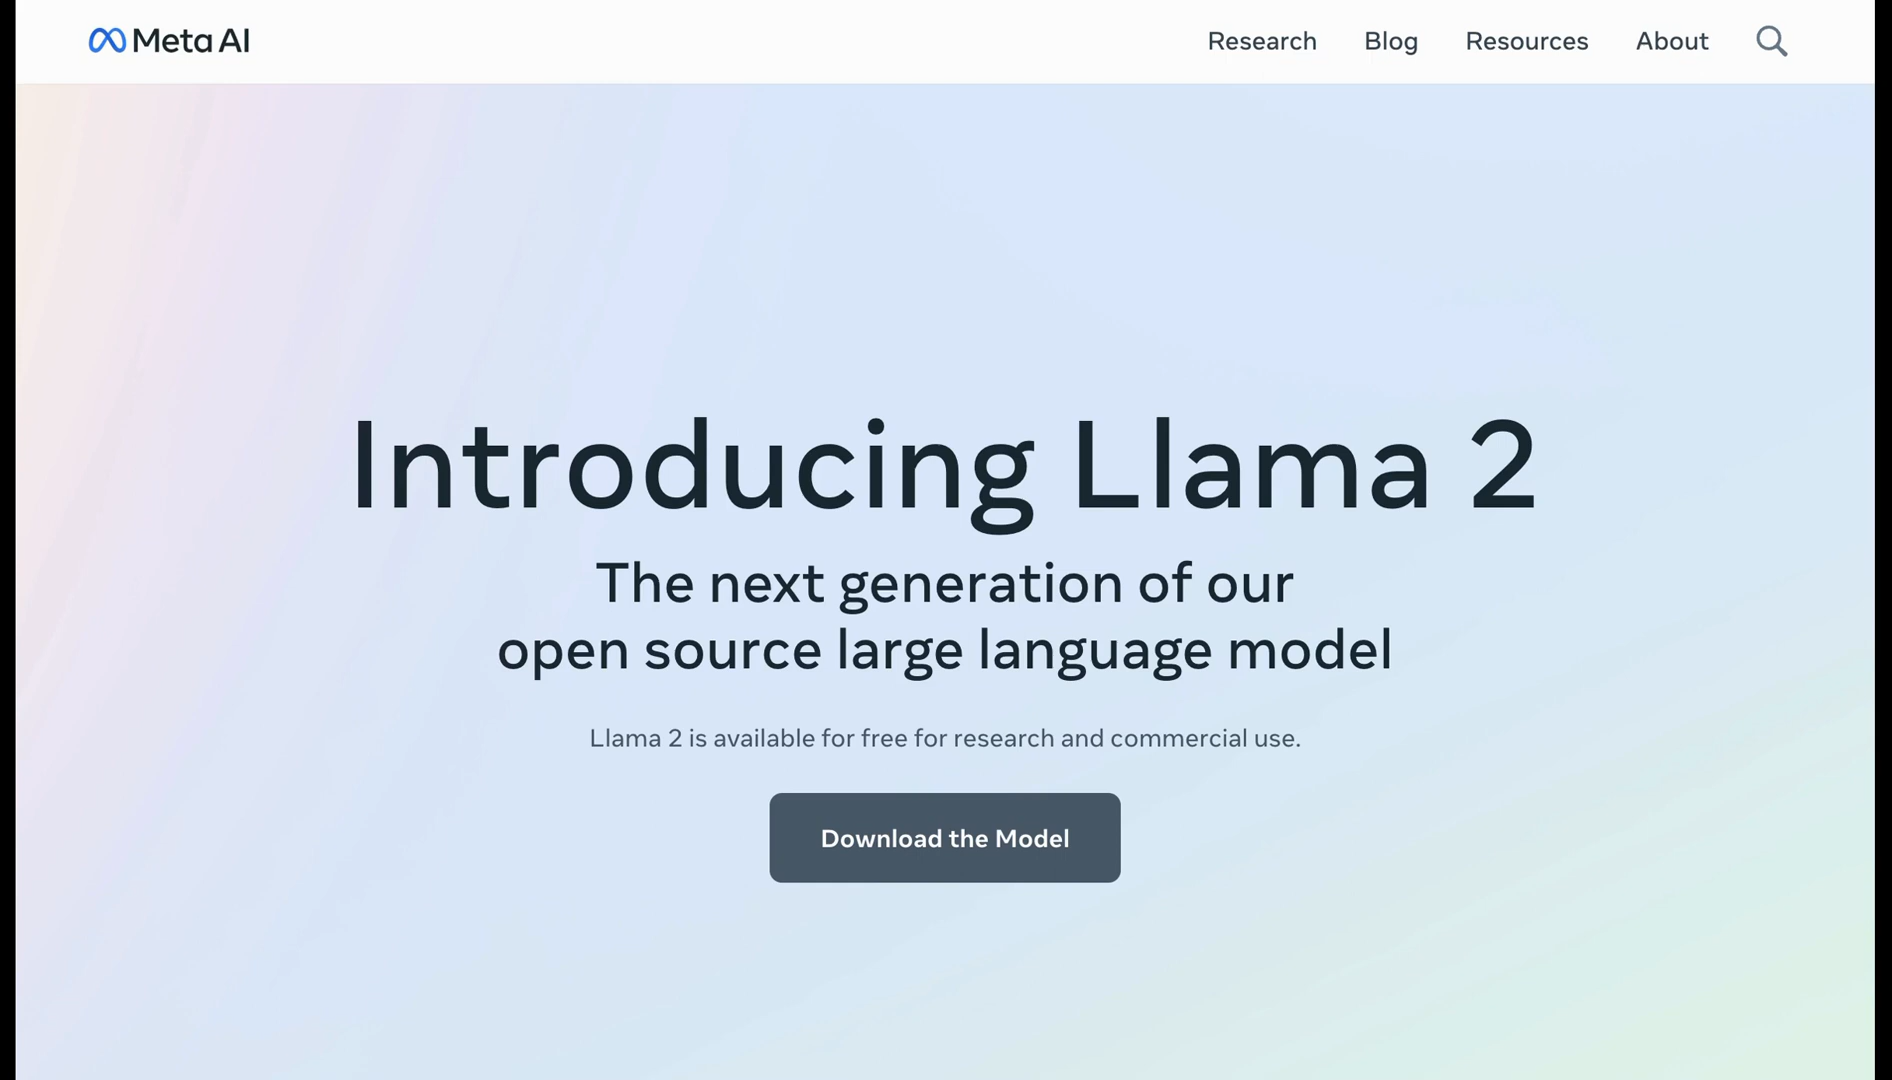 Meta AI
Research
Blog
Resources
About
Introducing Llama 2
The next generation of our
open source large language model
Llama 2 is available for free for research and commercial use.
Download the Model